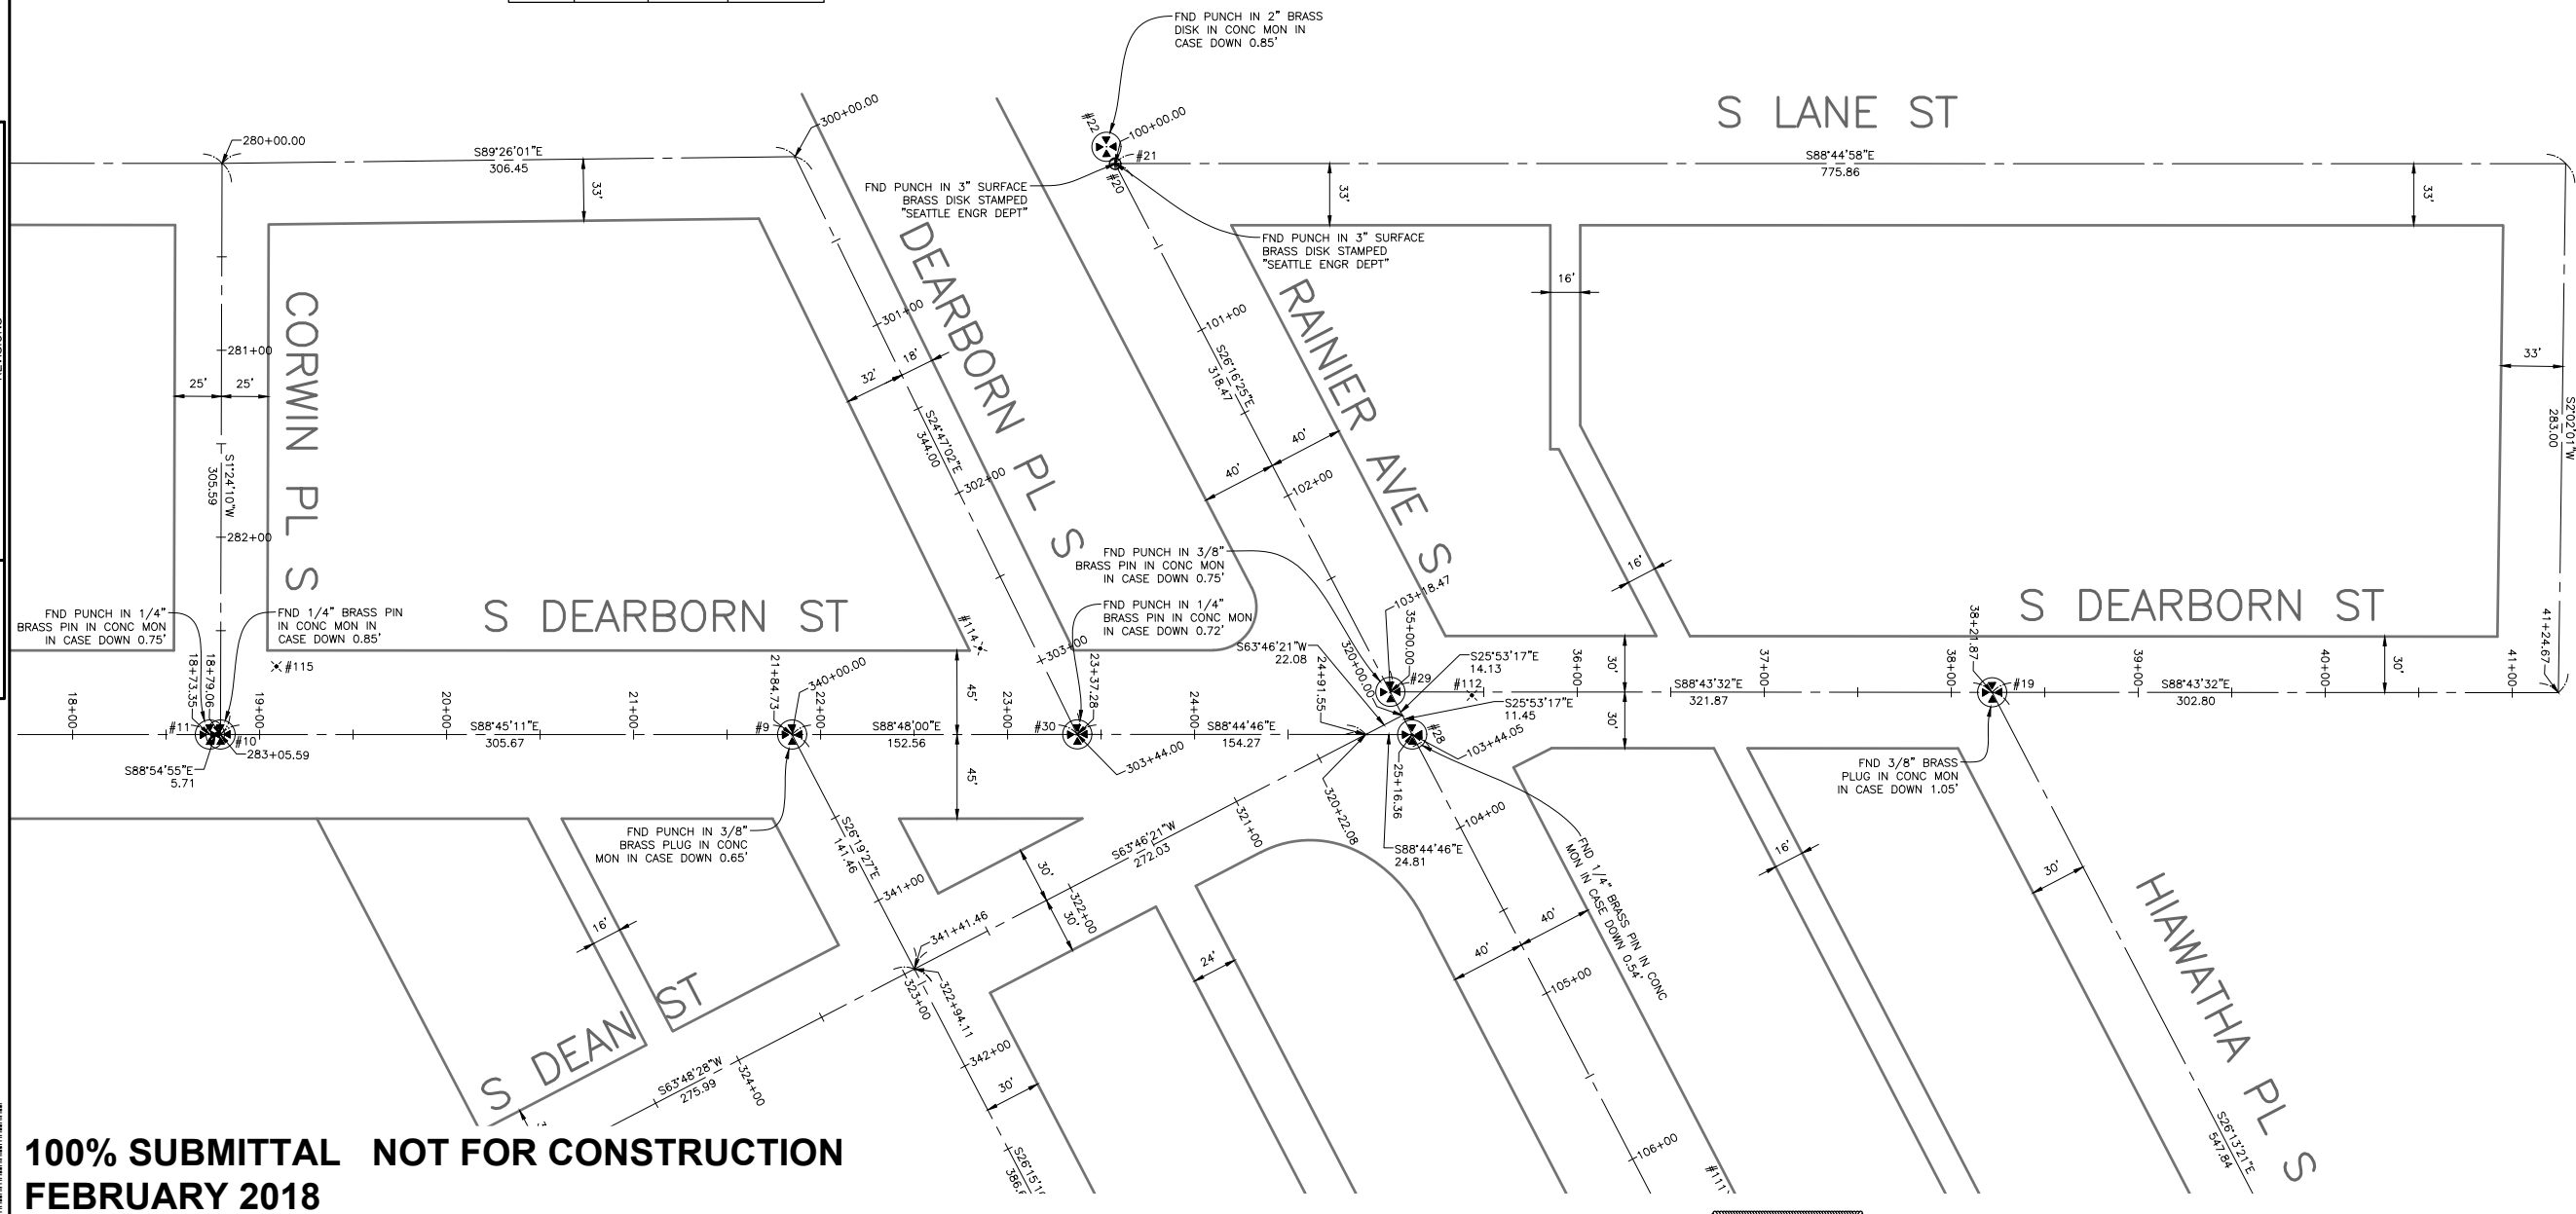 FND PUNCH IN 2" BRASS
DISK IN CONC MON IN
CASE DOWN 0.85'
S LANE ST
280+00.00
S89°26'01"E
306.45
300+00.00
#22
100+00.00
#21
#20
S88°44'58"E
775.86
33'
33'
33'
FND PUNCH IN 3" SURFACE
BRASS DISK STAMPED
"SEATTLE ENGR DEPT"
FND PUNCH IN 3" SURFACE
BRASS DISK STAMPED
"SEATTLE ENGR DEPT"
16'
CORWIN PL S
281+00
25'
25'
S1°24'10"W
305.59
282+00
DEARBORN PL S
301+00
32'
18'
S24°47'02"E
344.00
302+00
303+00
RAINIER AVE S
101+00
S26°16'25"E
318.47
40'
40'
102+00
16'
33'
S2°02'01"W
283.00
FND PUNCH IN 3/8"
BRASS PIN IN CONC MON
IN CASE DOWN 0.75'
FND PUNCH IN 1/4"
BRASS PIN IN CONC MON
IN CASE DOWN 0.72'
FND PUNCH IN 1/4"
BRASS PIN IN CONC MON
IN CASE DOWN 0.75'
FND 1/4" BRASS PIN
IN CONC MON IN
CASE DOWN 0.85'
S DEARBORN ST
S DEARBORN ST
#114
#115
103+18.47
35+00.00
320+00.00
S63°46'21"W
22.08
24+91.55
S25°53'17"E
14.13
#29
#112
S25°53'17"E
11.45
#28
103+44.05
18+00
18+73.35
18+79.06
19+00
20+00
21+00
21+84.73
340+00.00
22+00
23+00
23+37.28
24+00
36+00
37+00
38+00
38+21.87
39+00
40+00
41+00
41+24.67
#11
#10
283+05.59
S88°54'55"E
5.71
S88°45'11"E
305.67
#9
S88°48'00"E
152.56
#30
303+44.00
S88°44'46"E
154.27
45'
45'
30'
30'
S88°43'32"E
321.87
#19
S88°43'32"E
302.80
30'
FND 3/8" BRASS
PLUG IN CONC MON
IN CASE DOWN 1.05'
FND PUNCH IN 3/8"
BRASS PLUG IN CONC
MON IN CASE DOWN 0.65'
S26°19'27"E
141.46
341+00
341+41.46
S63°46'21"W
272.03
321+00
320+22.08
25+16.36
S88°44'46"E
24.81
104+00
FND 1/4" BRASS PIN IN CONC
MON IN CASE DOWN 0.54'
30'
30'
322+00
16'
24'
40'
40'
105+00
16'
30'
HIAWATHA PL S
S26°13'21"E
547.84
S DEAN ST
323+00
322+94.11
S63°48'28"W
275.99
324+00
342+00
30'
106+00
#111
100% SUBMITTAL NOT FOR CONSTRUCTION
FEBRUARY 2018